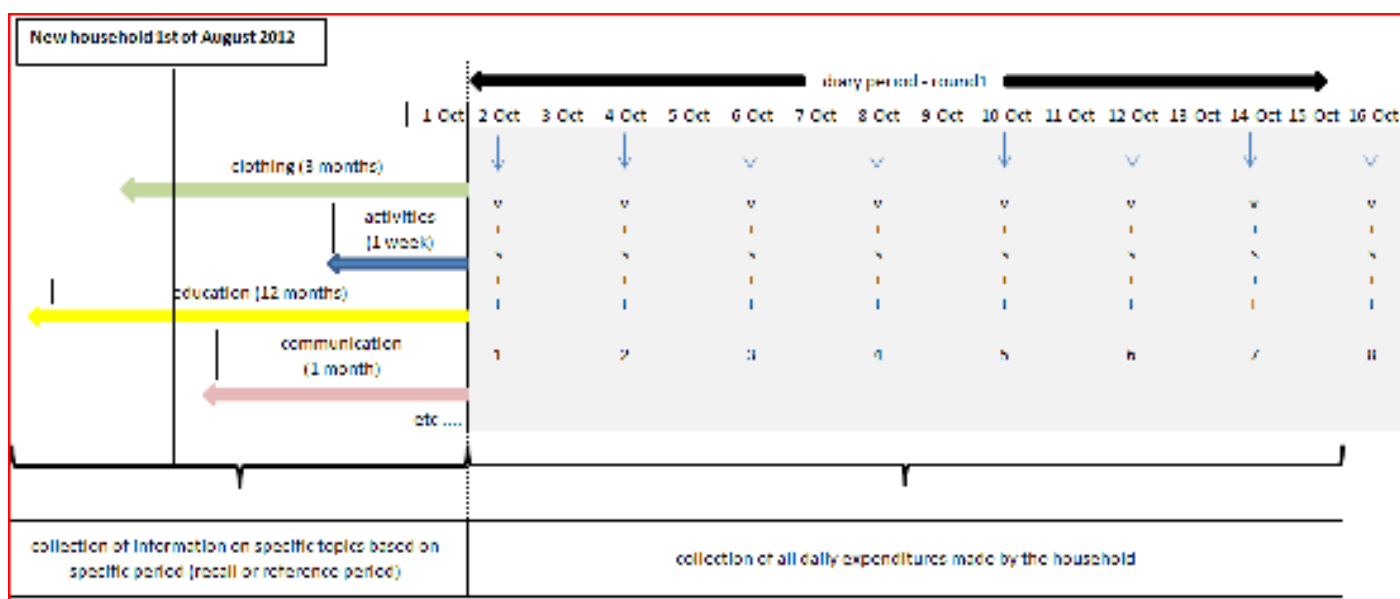 New household 1st of August 2012
diary period - round1
1 Oct 2 Oct 3 Oct 4 Oct 5 Oct 6 Oct 7 Oct 8 Oct 9 Oct 10 Oct 11 Oct 12 Oct 13 Oct 14 Oct 15 Oct 16 Oct
clothing (3 months)
activities
(1 week)
education (12 months)
communication
(1 month)
etc ....
v v v v v v v v
i i i i i i i i
s s s s s s s s
i i i i i i i i
t t t t t t t t
1 2 3 4 5 6 7 8
collection of information on specific topics based on
specific period (recall or reference period)
collection of all daily expenditures made by the household